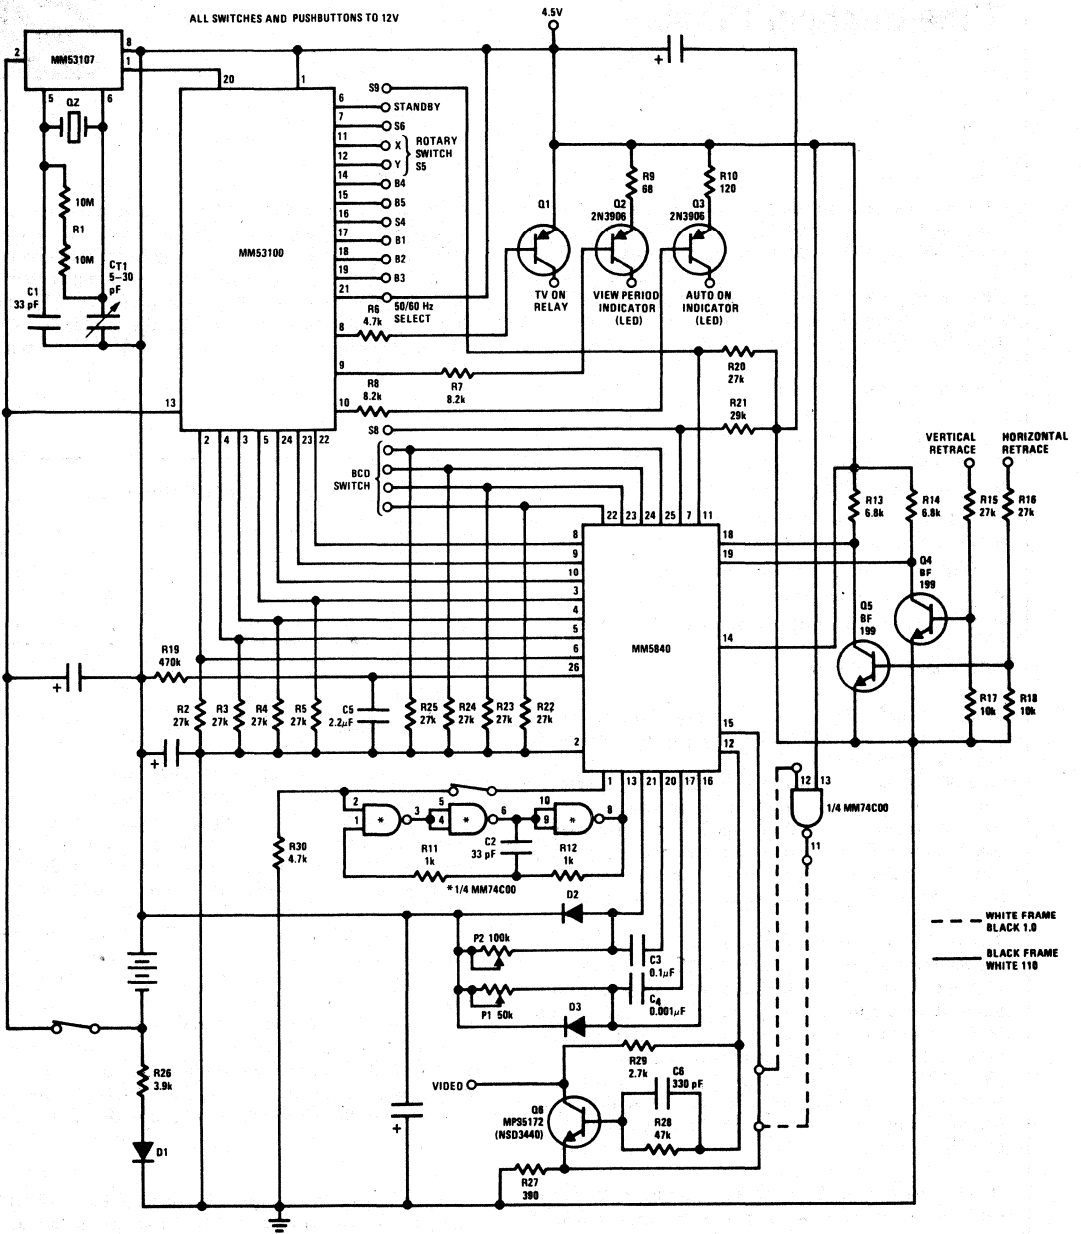 ALL SWITCHES AND PUSHBUTTONS TO 12V
4.5V
2
MM53107
8
1
5
6
QZ
10M
R1
10M
CT1
5–30
pF
C1
33 pF
20
1
MM53100
6
7
11
12
14
15
16
17
18
19
21
8
9
10
13
2
4
3
5
24
23
22
S9
STANDBY
S6
X
Y
ROTARY
SWITCH
S5
B4
B5
S4
B1
B2
B3
50/60 Hz
SELECT
R6
4.7k
R7
8.2k
R8
8.2k
S8
BCD
SWITCH
+
Q1
TV ON
RELAY
R9
68
Q2
2N3906
VIEW PERIOD
INDICATOR
(LED)
R10
120
Q3
2N3906
AUTO ON
INDICATOR
(LED)
R20
27k
R21
29k
VERTICAL
RETRACE
HORIZONTAL
RETRACE
R13
6.8k
R14
6.8k
R15
27k
R16
27k
Q4
BF
199
Q5
BF
199
R17
10k
R18
10k
22
23
24
25
7
11
8
9
10
3
4
5
6
26
2
MM5840
18
19
14
15
12
1
13
21
20
17
16
R19
470k
+
+
R2
27k
R3
27k
R4
27k
R5
27k
C5
2.2μF
R25
27k
R24
27k
R23
27k
R22
27k
2
1
*
3
5
4
*
6
10
9
*
8
R30
4.7k
R11
1k
C2
33 pF
R12
1k
*1/4 MM74C00
12
13
1/4 MM74C00
11
D2
P2 100k
C3
0.1μF
P1 50k
C4
0.001μF
D3
WHITE FRAME
BLACK 1.0
BLACK FRAME
WHITE 110
R26
3.9k
D1
+
VIDEO
R29
2.7k
C6
330 pF
Q6
MPS5172
(NSD3440)
R28
47k
R27
390